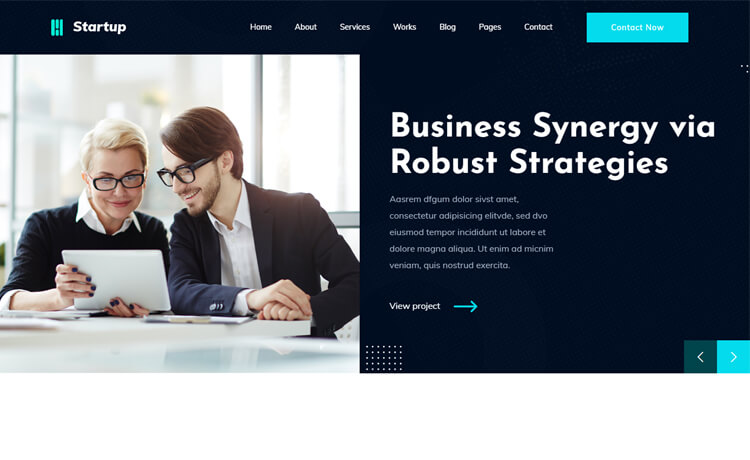 Startup
Home About Services Works Blog Pages Contact Contact Now
Business Synergy via
Robust Strategies
Aasrem dfgum dolor sivst amet,
consectetur adipisicing elitvde, sed dvo
eiusmod tempor incididunt ut labore et
dolore magna aliqua. Ut enim ad micnim
veniam, quis nostrud exercita.
View project